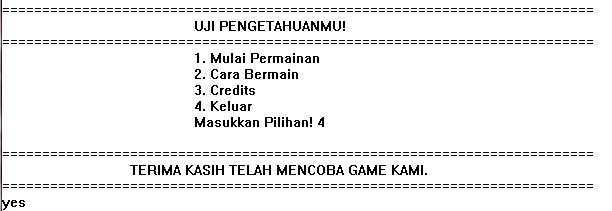 ==========================================================================
UJI PENGETAHUANMU!
==========================================================================
1. Mulai Permainan
2. Cara Bermain
3. Credits
4. Keluar
Masukkan Pilihan! 4
==========================================================================
TERIMA KASIH TELAH MENCOBA GAME KAMI.
==========================================================================
yes